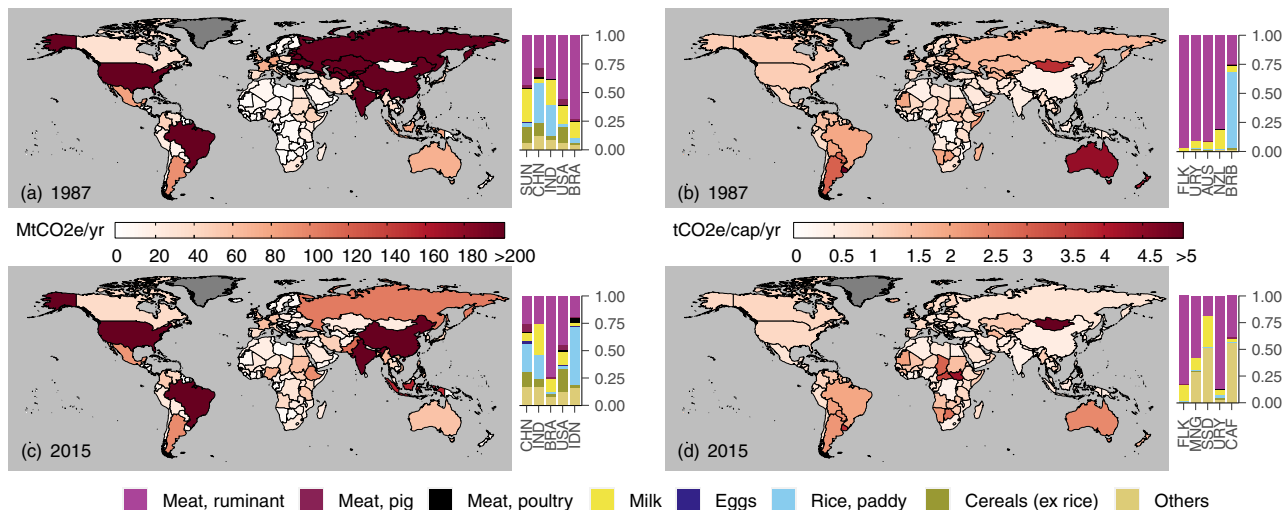 1.00
0.75
0.50
0.25
0.00
SUN
CHN
IND
USA
BRA
(a) 1987
1.00
0.75
0.50
0.25
0.00
FLK
URY
AUS
NZL
BRB
(b) 1987
MtCO2e/yr
0 20 40 60 80 100 120 140 160 180 >200
tCO2e/cap/yr
0 0.5 1 1.5 2 2.5 3 3.5 4 4.5 >5
1.00
0.75
0.50
0.25
0.00
CHN
IND
BRA
USA
IDN
(c) 2015
1.00
0.75
0.50
0.25
0.00
FLK
MNG
SSD
URY
CAF
(d) 2015
Meat, ruminant Meat, pig Meat, poultry Milk Eggs Rice, paddy Cereals (ex rice) Others